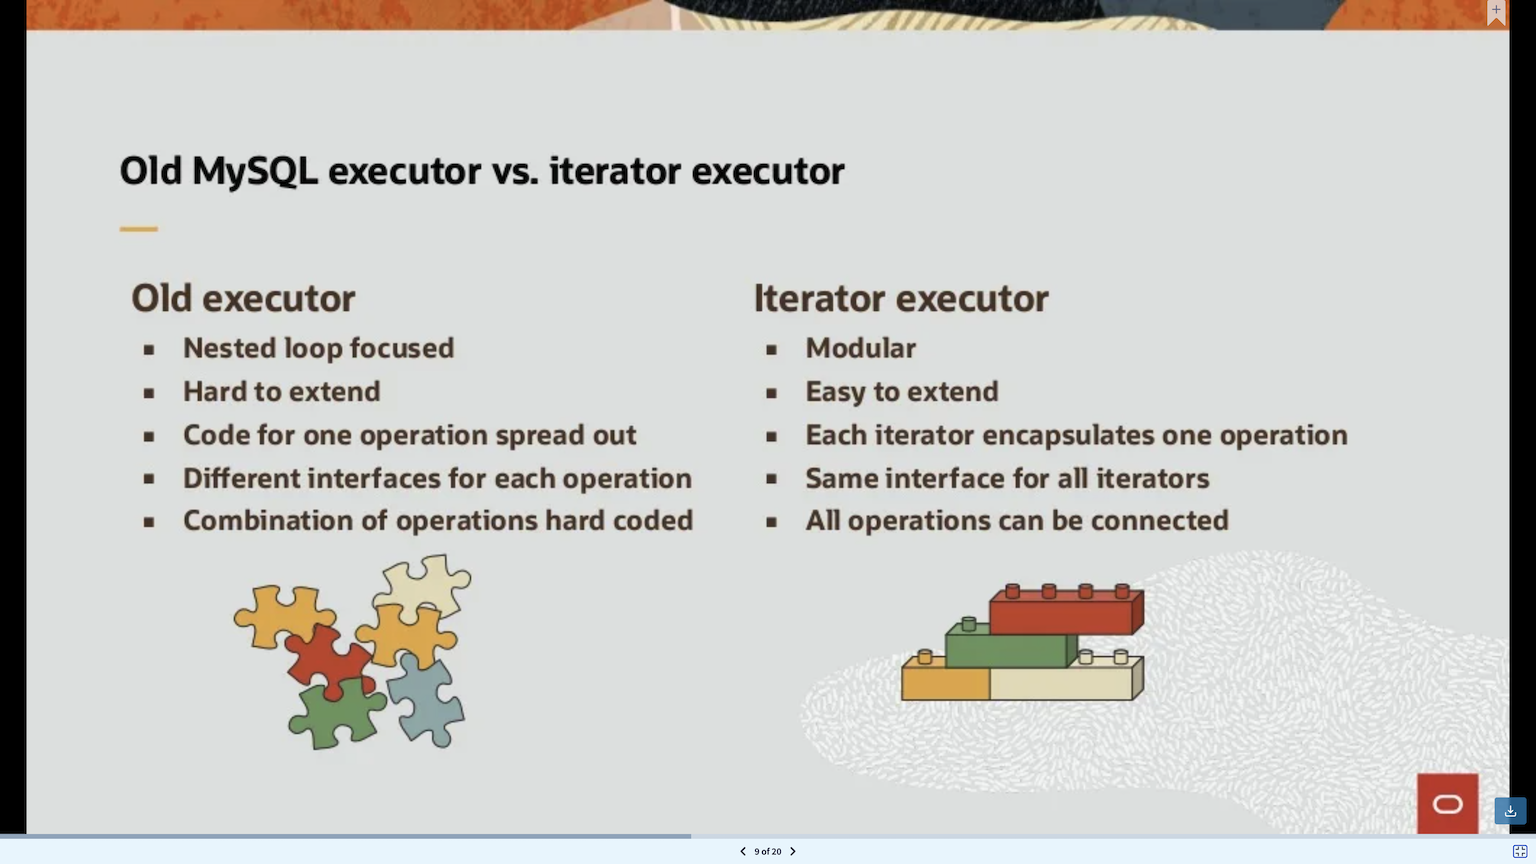 Old MySQL executor vs. iterator executor
Old executor
▪ Nested loop focused
▪ Hard to extend
▪ Code for one operation spread out
▪ Different interfaces for each operation
▪ Combination of operations hard coded
Iterator executor
▪ Modular
▪ Easy to extend
▪ Each iterator encapsulates one operation
▪ Same interface for all iterators
▪ All operations can be connected
9 of 20